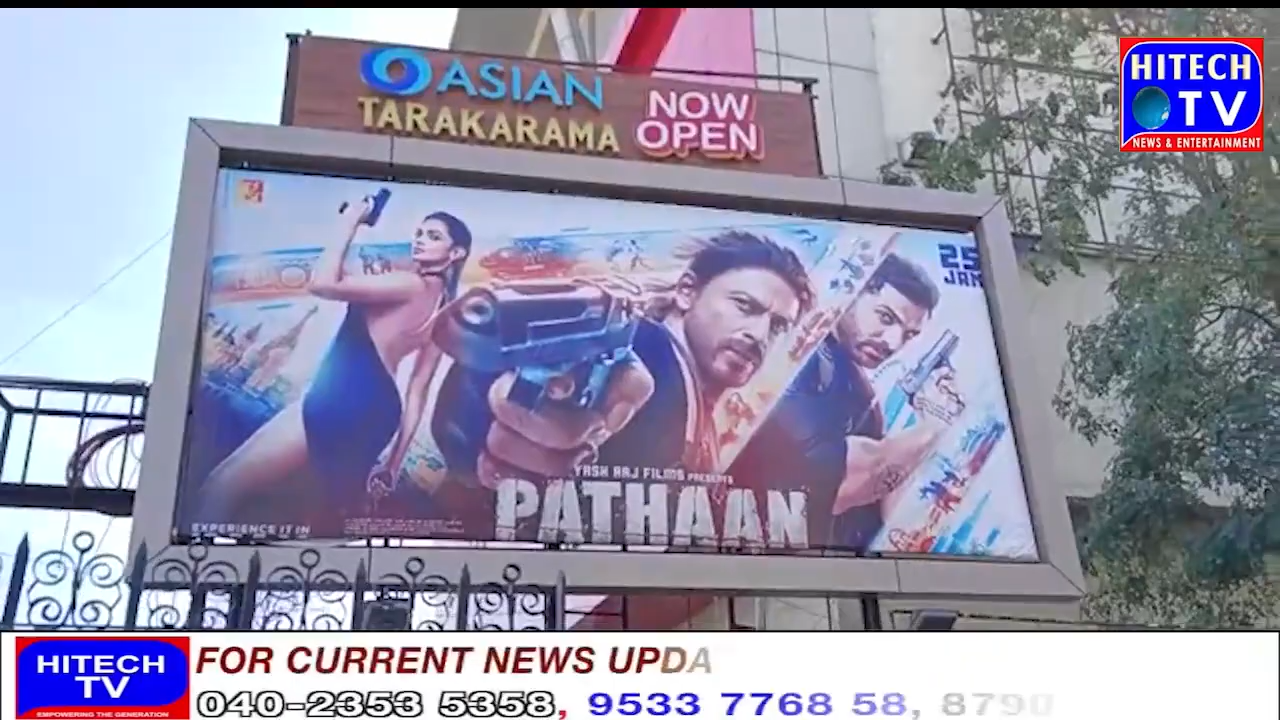 ASIAN
TARAKARAMA
NOW
OPEN
HITECH
TV
NEWS & ENTERTAINMENT
25
JAN
YASH RAJ FILMS PRESENTS
PATHAAN
EXPERIENCE IT IN
HITECH
TV
EMPOWERING THE GENERATION
FOR CURRENT NEWS UPDA
040-2353 5358, 9533 7768 58, 8790